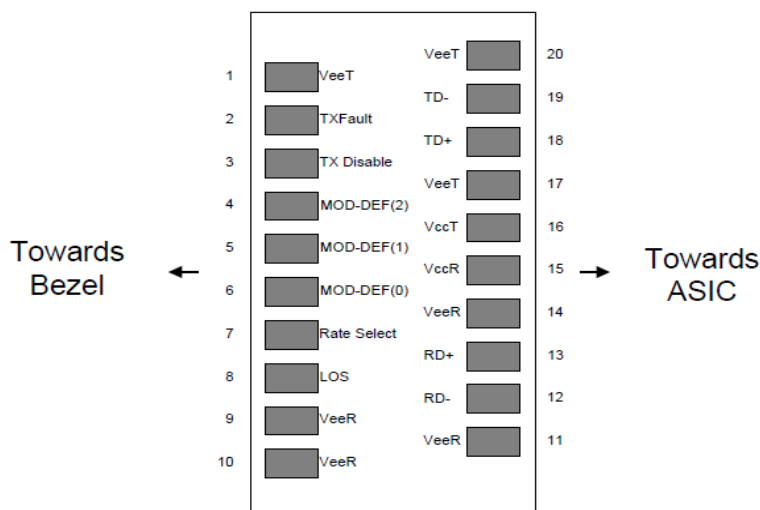 VeeT 20
1 VeeT
TD- 19
2 TXFault
TD+ 18
3 TX Disable
VeeT 17
4 MOD-DEF(2)
VccT 16
5 MOD-DEF(1)
Towards
Bezel
VccR 15
Towards
ASIC
6 MOD-DEF(0)
VeeR 14
7 Rate Select
RD+ 13
8 LOS
RD- 12
9 VeeR
VeeR 11
10 VeeR